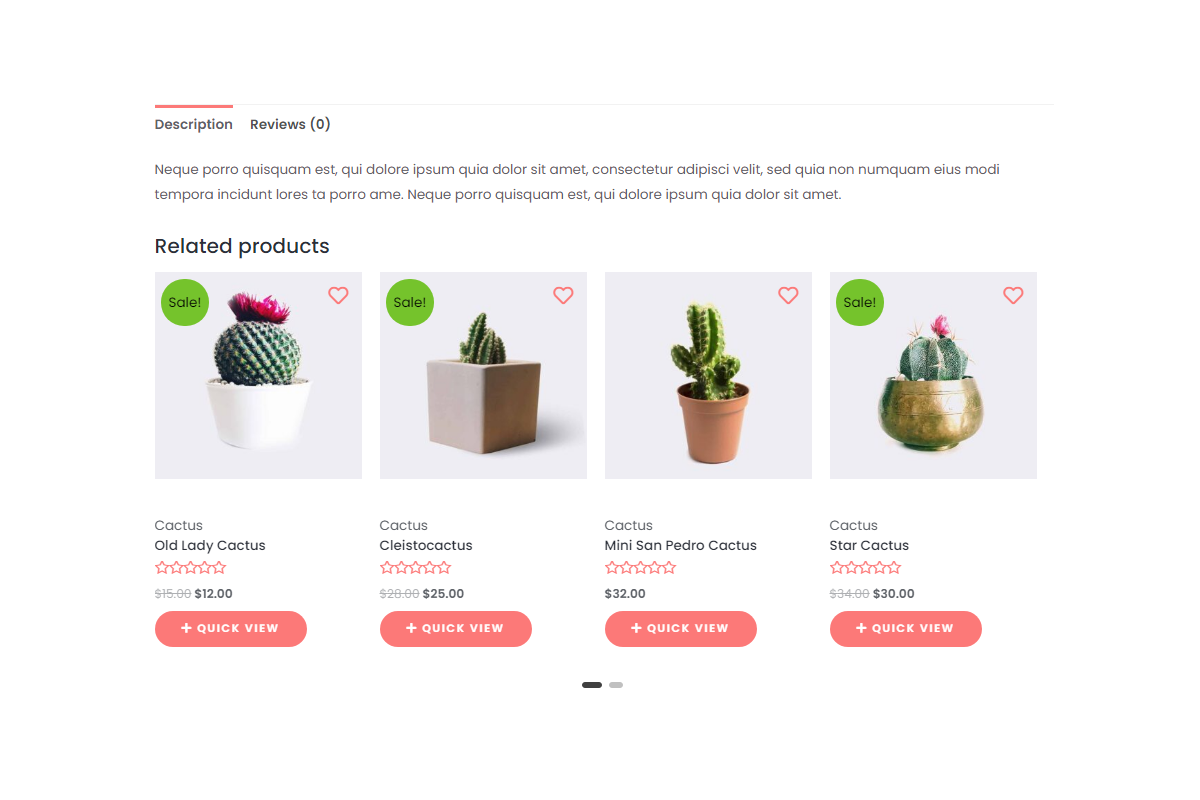 Description Reviews (0)
Neque porro quisquam est, qui dolore ipsum quia dolor sit amet, consectetur adipisci velit, sed quia non numquam eius modi
tempora incidunt lores ta porro ame. Neque porro quisquam est, qui dolore ipsum quia dolor sit amet.
Related products
Sale!
Cactus
Old Lady Cactus
$15.00 $12.00
QUICK VIEW
Sale!
Cactus
Cleistocactus
$28.00 $25.00
QUICK VIEW
Cactus
Mini San Pedro Cactus
$32.00
QUICK VIEW
Sale!
Cactus
Star Cactus
$34.00 $30.00
QUICK VIEW